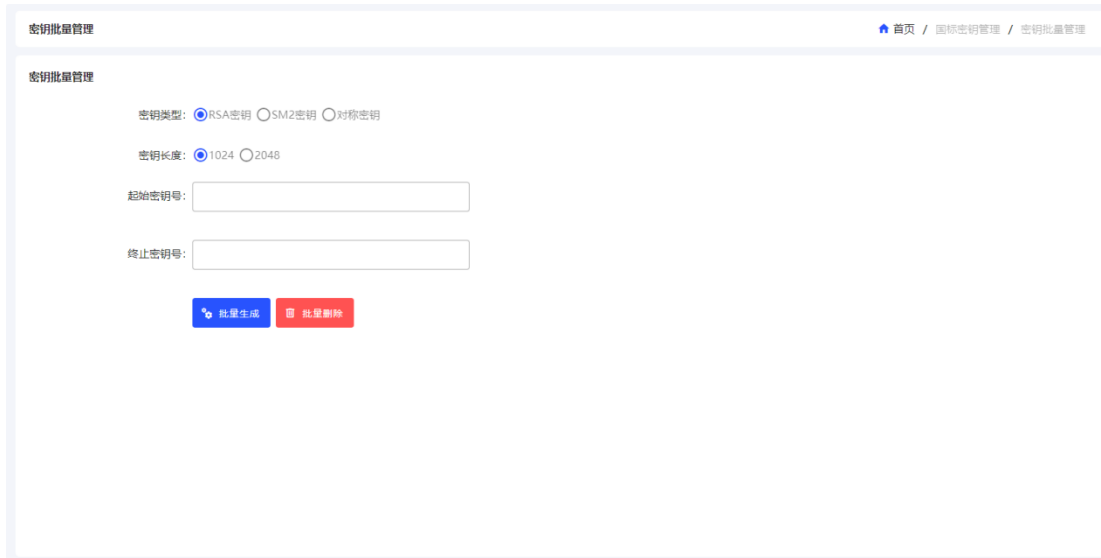 密钥批量管理 首页 / 国标密钥管理 / 密钥批量管理
密钥批量管理
密钥类型: RSA密钥 SM2密钥 对称密钥
密钥长度: 1024 2048
起始密钥号:
终止密钥号:
批量生成 批量删除